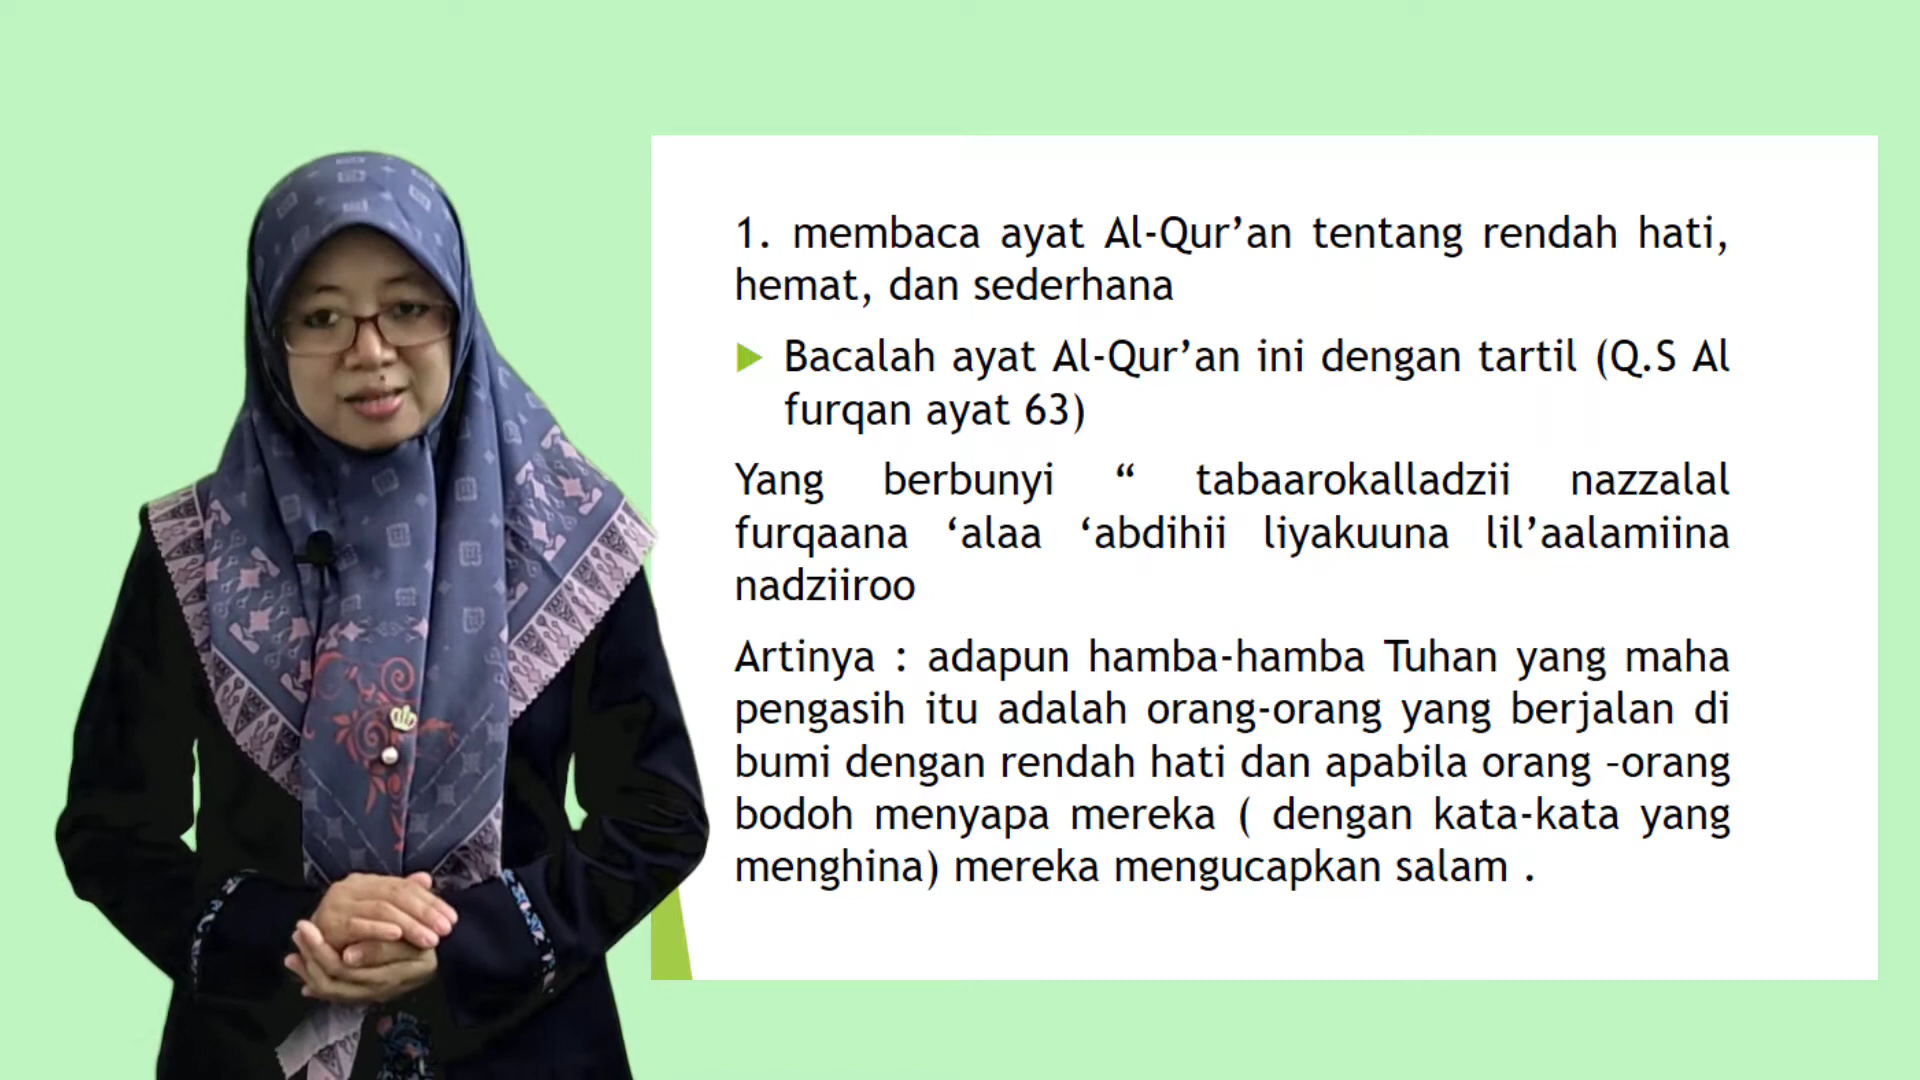 1. membaca ayat Al-Qur’an tentang rendah hati,
hemat, dan sederhana
Bacalah ayat Al-Qur’an ini dengan tartil (Q.S Al
furqan ayat 63)
Yang berbunyi “ tabaarokalladzii nazzalal
furqaana ‘alaa ‘abdihii liyakuuna lil’aalamiina
nadziiroo
Artinya : adapun hamba-hamba Tuhan yang maha
pengasih itu adalah orang-orang yang berjalan di
bumi dengan rendah hati dan apabila orang –orang
bodoh menyapa mereka ( dengan kata-kata yang
menghina) mereka mengucapkan salam .